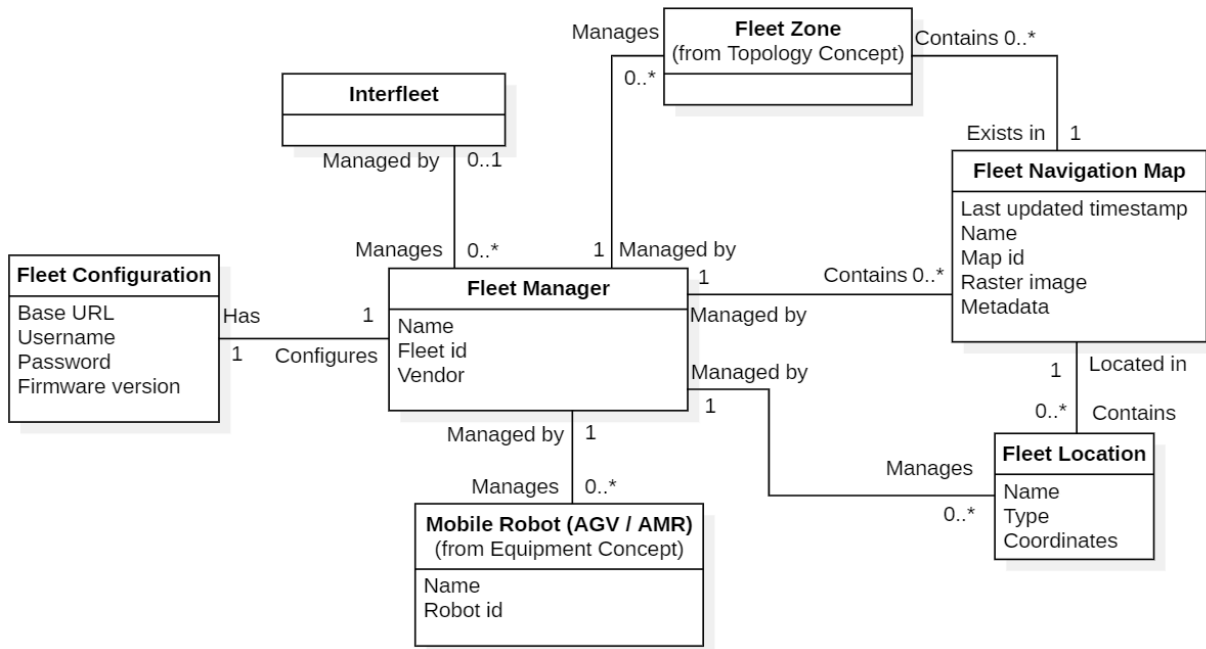 Manages
Fleet Zone
(from Topology Concept)
Contains 0..*
0..*
Interfleet
Managed by
0..1
Exists in
1
Fleet Navigation Map
Last updated timestamp
Name
Map id
Raster image
Metadata
Manages
0..*
1
Managed by
Fleet Configuration
Base URL
Username
Password
Firmware version
Has
1
1
Configures
Fleet Manager
Name
Fleet id
Vendor
1
Managed by
Contains 0..*
Managed by
1
1
Located in
0..*
Contains
Managed by
1
Manages
0..*
Manages
0..*
Fleet Location
Name
Type
Coordinates
Mobile Robot (AGV / AMR)
(from Equipment Concept)
Name
Robot id